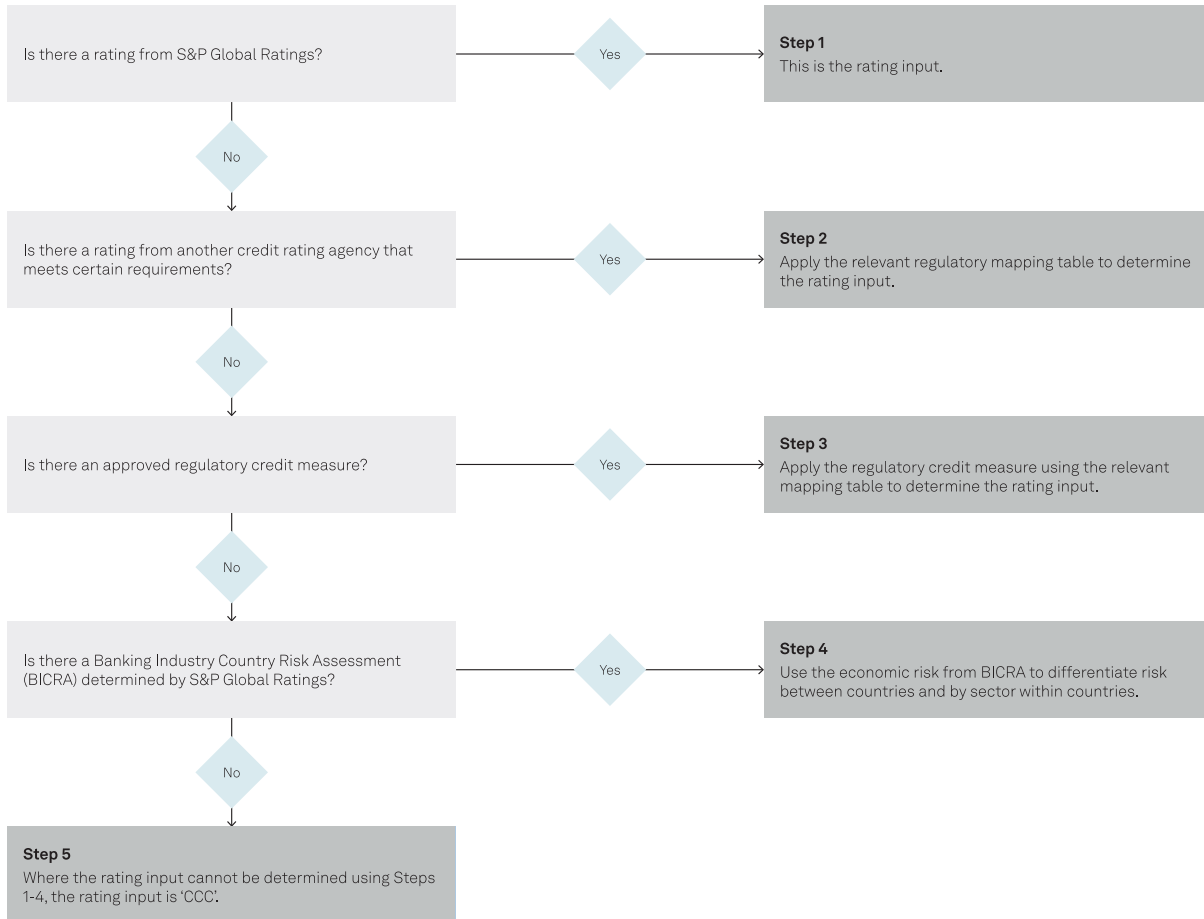 Is there a rating from S&P Global Ratings?
Yes
Step 1
This is the rating input.
No
Is there a rating from another credit rating agency that
meets certain requirements?
Yes
Step 2
Apply the relevant regulatory mapping table to determine
the rating input.
No
Is there an approved regulatory credit measure?
Yes
Step 3
Apply the regulatory credit measure using the relevant
mapping table to determine the rating input.
No
Is there a Banking Industry Country Risk Assessment
(BICRA) determined by S&P Global Ratings?
Yes
Step 4
Use the economic risk from BICRA to differentiate risk
between countries and by sector within countries.
No
Step 5
Where the rating input cannot be determined using Steps
1-4, the rating input is ‘CCC’.